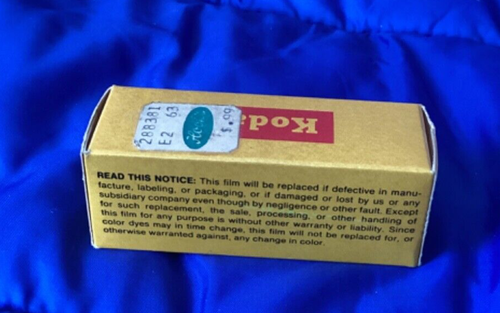 288381
E2 63
$.99
Koda
READ THIS NOTICE: This film will be replaced if defective in manu-
facture, labeling, or packaging, or if damaged or lost by us or any
subsidiary company even though by negligence or other fault. Except
for such replacement, the sale, processing, or other handling of
this film for any purpose is without other warranty or liability. Since
color dyes may in time change, this film will not be replaced for, or
otherwise warranted against, any change in color.